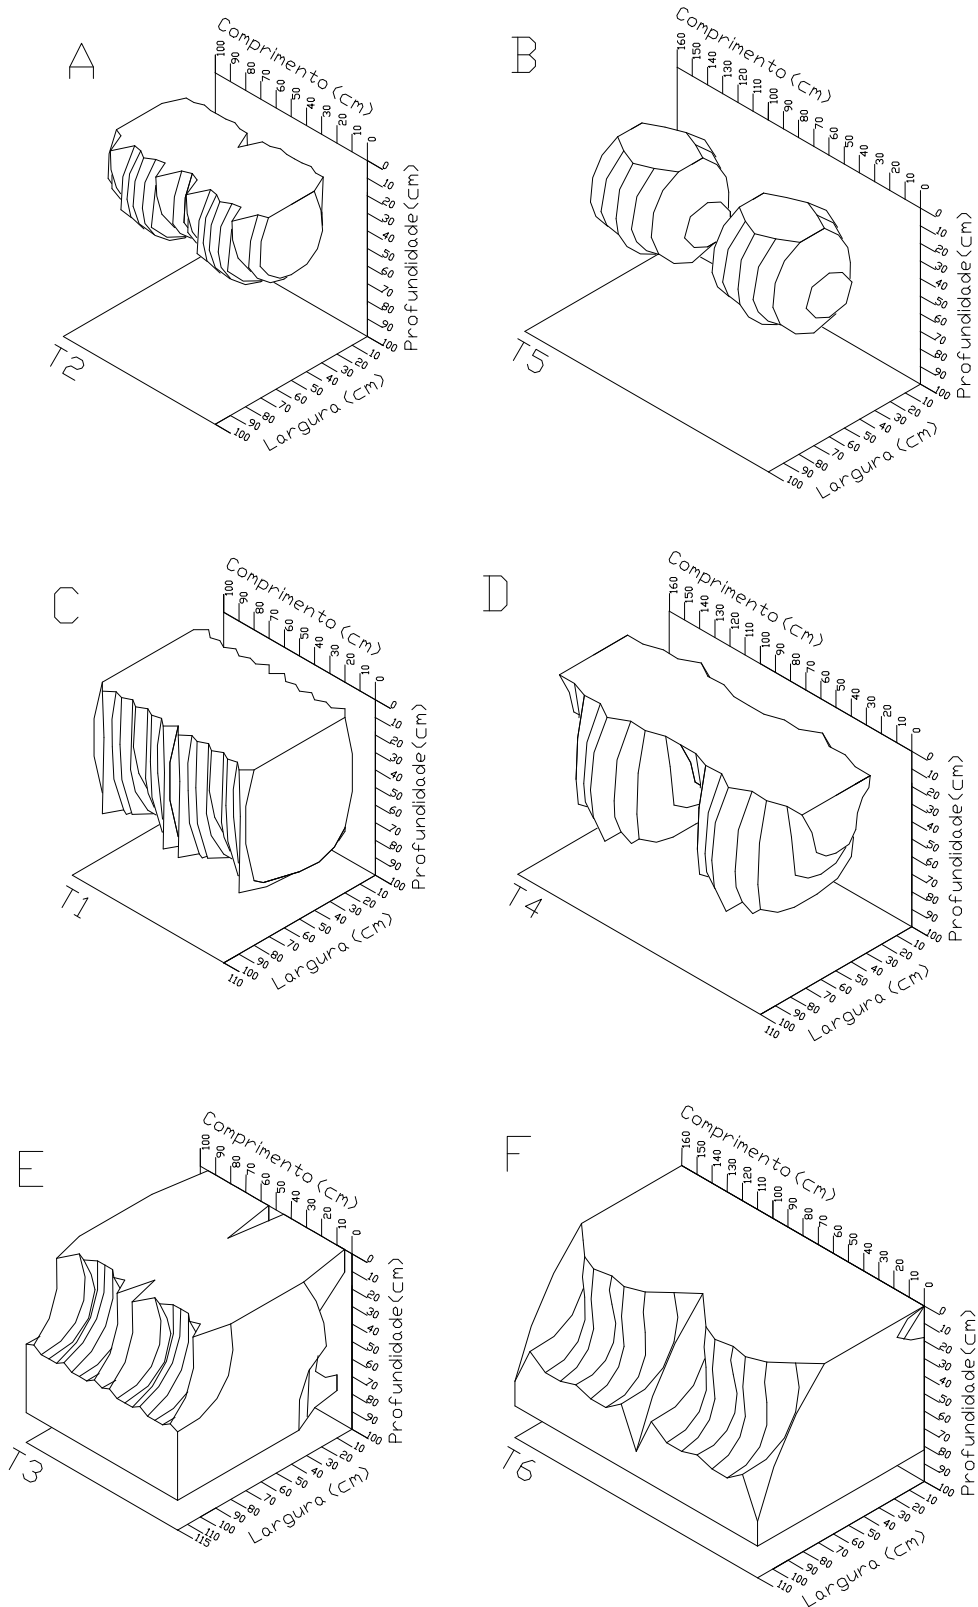 A
Comprimento (cm)
100 90 80 70 60 50 40 30 20 10 0
0 10 20 30 40 50 60 70 80 90 100
Profundidade(cm)
10 20 30 40 50 60 70 80 90 100
Largura (cm)
T2
B
Comprimento (cm)
160 150 140 130 120 110 100 90 80 70 60 50 40 30 20 10 0
0 10 20 30 40 50 60 70 80 90 100
Profundidade(cm)
10 20 30 40 50 60 70 80 90 100
Largura (cm)
T5
C
Comprimento (cm)
100 90 80 70 60 50 40 30 20 10 0
0 10 20 30 40 50 60 70 80 90 100
Profundidade(cm)
10 20 30 40 50 60 70 80 90 100 110
Largura (cm)
T1
D
Comprimento (cm)
160 150 140 130 120 110 100 90 80 70 60 50 40 30 20 10 0
0 10 20 30 40 50 60 70 80 90 100
Profundidade(cm)
10 20 30 40 50 60 70 80 90 100 110
Largura (cm)
T4
E
Comprimento (cm)
100 90 80 70 60 50 40 30 20 10 0
0 10 20 30 40 50 60 70 80 90 100
Profundidade(cm)
10 20 30 40 50 60 70 80 90 100 110 115
Largura (cm)
T3
F
Comprimento (cm)
160 150 140 130 120 110 100 90 80 70 60 50 40 30 20 10 0
0 10 20 30 40 50 60 70 80 90 100
Profundidade(cm)
10 20 30 40 50 60 70 80 90 100 110
Largura (cm)
T6